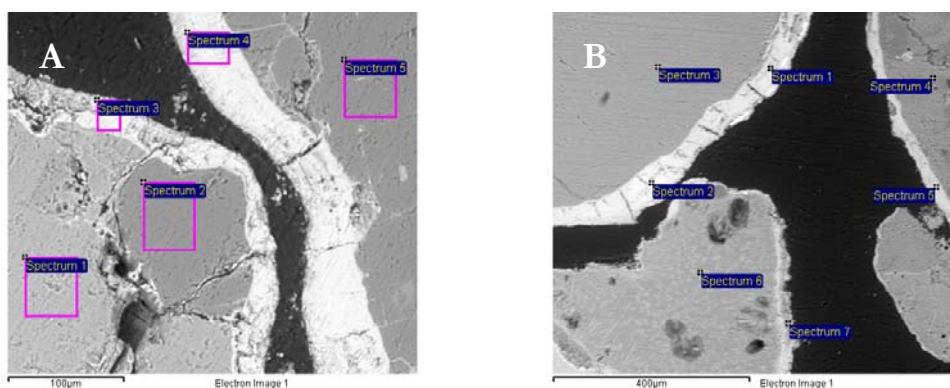 A
Spectrum 4
Spectrum 5
Spectrum 3
Spectrum 2
Spectrum 1
100µm
Electron Image 1
B
Spectrum 3
Spectrum 1
Spectrum 4
Spectrum 2
Spectrum 5
Spectrum 6
Spectrum 7
400µm
Electron Image 1